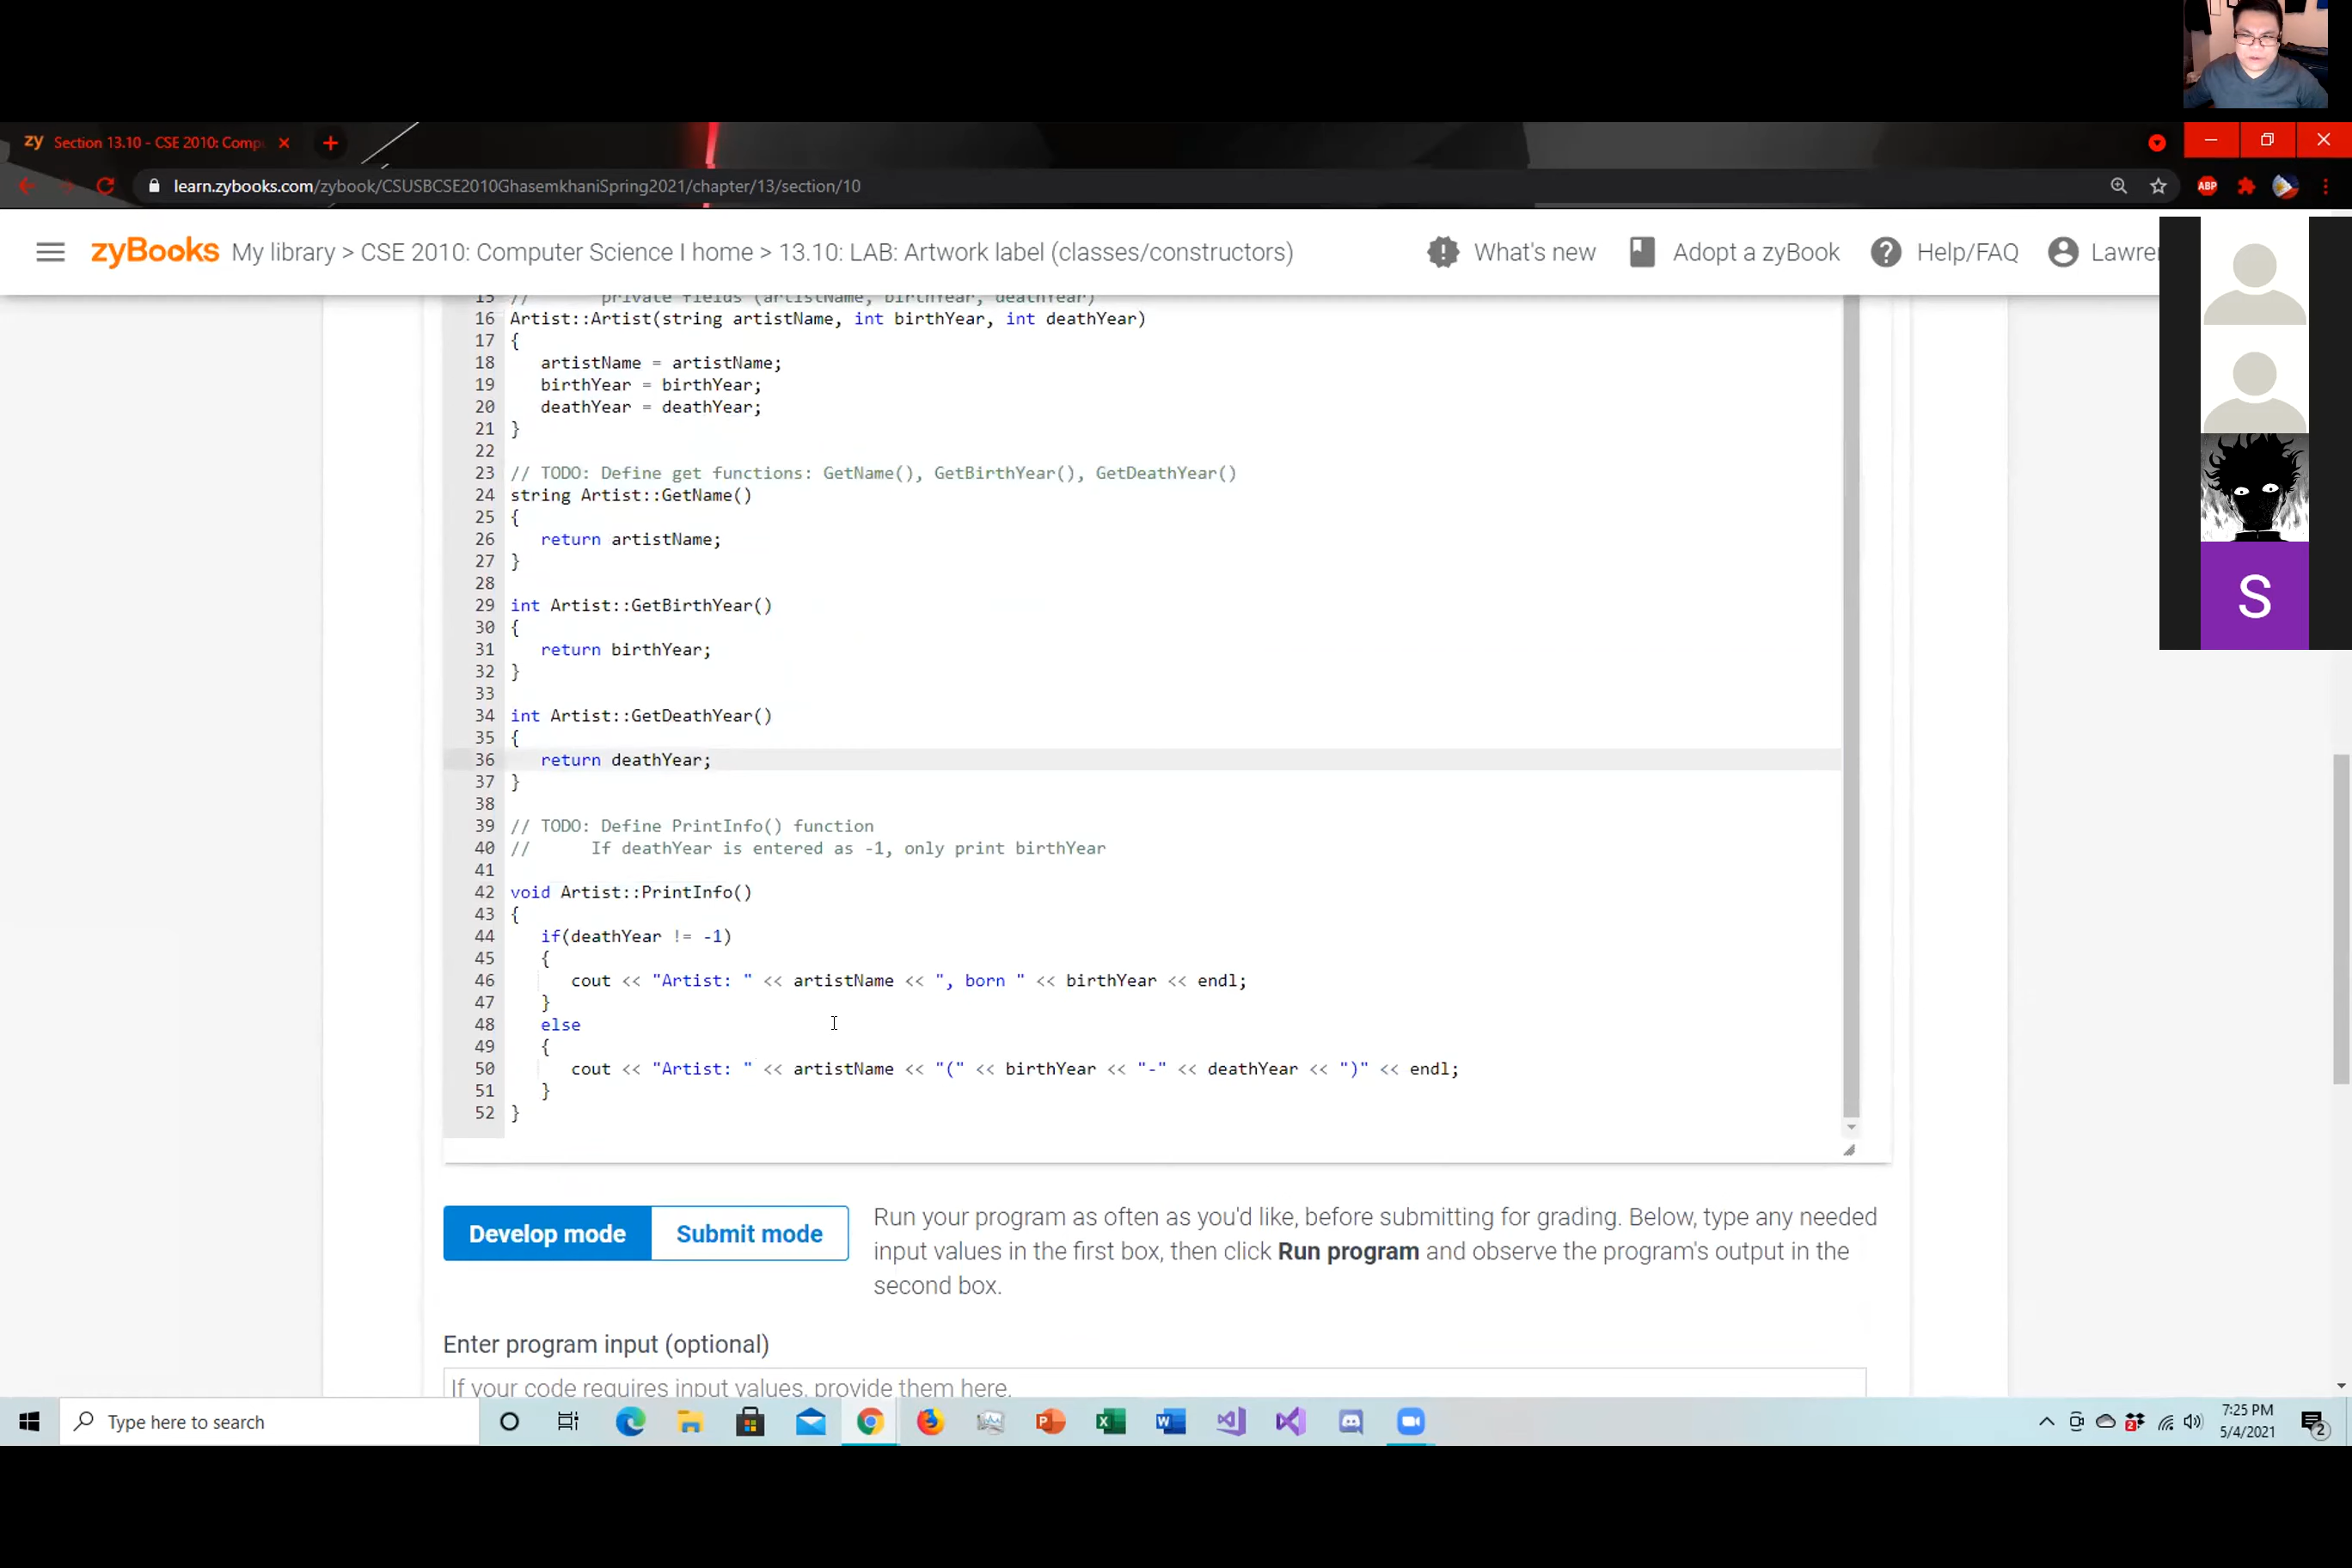 zy Section 13.10 - CSE 2010: Compu
learn.zybooks.com/zybook/CSUSBCSE2010GhasemkhaniSpring2021/chapter/13/section/10
ABP
zyBooks My library > CSE 2010: Computer Science I home > 13.10: LAB: Artwork label (classes/constructors)
What's new
Adopt a zyBook
Help/FAQ
Lawre
15 // private fields (artistName, birthYear, deathYear)
16 Artist::Artist(string artistName, int birthYear, int deathYear)
17 {
18 artistName = artistName;
19 birthYear = birthYear;
20 deathYear = deathYear;
21 }
22
23 // TODO: Define get functions: GetName(), GetBirthYear(), GetDeathYear()
24 string Artist::GetName()
25 {
26 return artistName;
27 }
28
29 int Artist::GetBirthYear()
30 {
31 return birthYear;
32 }
33
34 int Artist::GetDeathYear()
35 {
36 return deathYear;
37 }
38
39 // TODO: Define PrintInfo() function
40 // If deathYear is entered as -1, only print birthYear
41
42 void Artist::PrintInfo()
43 {
44 if(deathYear != -1)
45 {
46 cout << "Artist: " << artistName << ", born " << birthYear << endl;
47 }
48 else
49 {
50 cout << "Artist: " << artistName << "(" << birthYear << "-" << deathYear << ")" << endl;
51 }
52 }
S
Develop mode
Submit mode
Run your program as often as you'd like, before submitting for grading. Below, type any needed
input values in the first box, then click Run program and observe the program's output in the
second box.
Enter program input (optional)
If your code requires input values, provide them here.
Type here to search
7:25 PM
5/4/2021
2